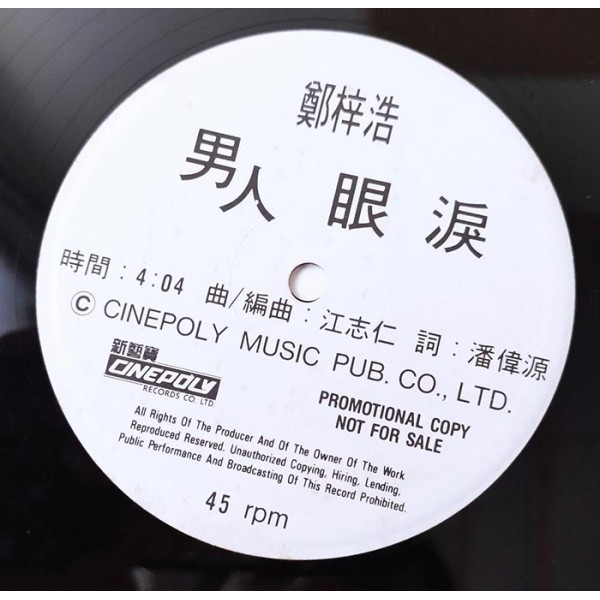 鄭梓浩
男人 眼 淚
時間：4:04 曲/編曲：江志仁 詞：潘偉源
© CINEPOLY MUSIC PUB. CO., LTD.
新藝寶
CINEPOLY
RECORDS CO. LTD.
PROMOTIONAL COPY
NOT FOR SALE
All Rights Of The Producer And Of The Owner Of The Work
Reproduced Reserved. Unauthorized Copying, Hiring, Lending,
Public Performance And Broadcasting Of This Record Prohibited.
45 rpm